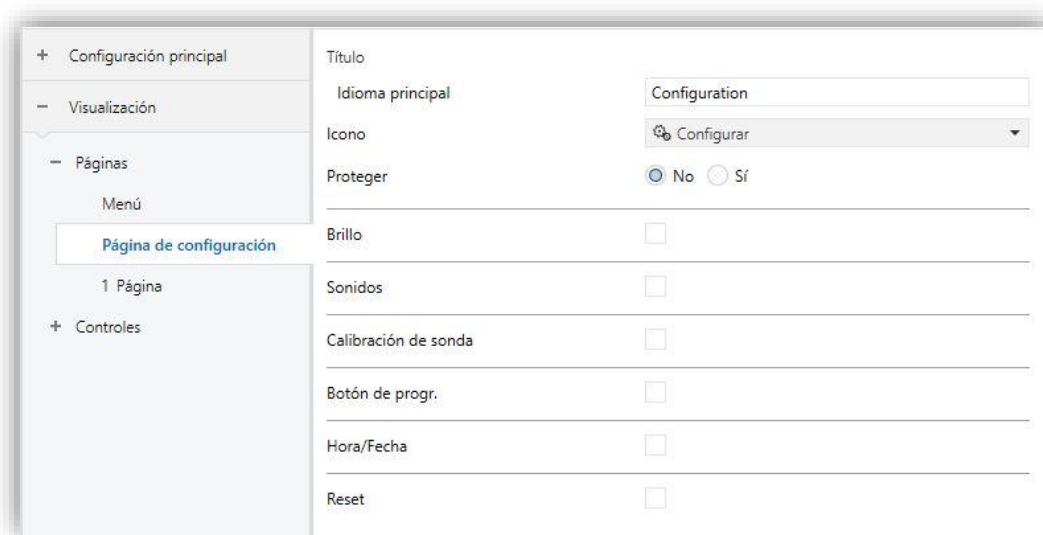 Configuración principal
Visualización
Páginas
Menú
Página de configuración
1 Página
Controles
Título
Idioma principal Configuration
Icono Configurar
Proteger No Sí
Brillo
Sonidos
Calibración de sonda
Botón de progr.
Hora/Fecha
Reset